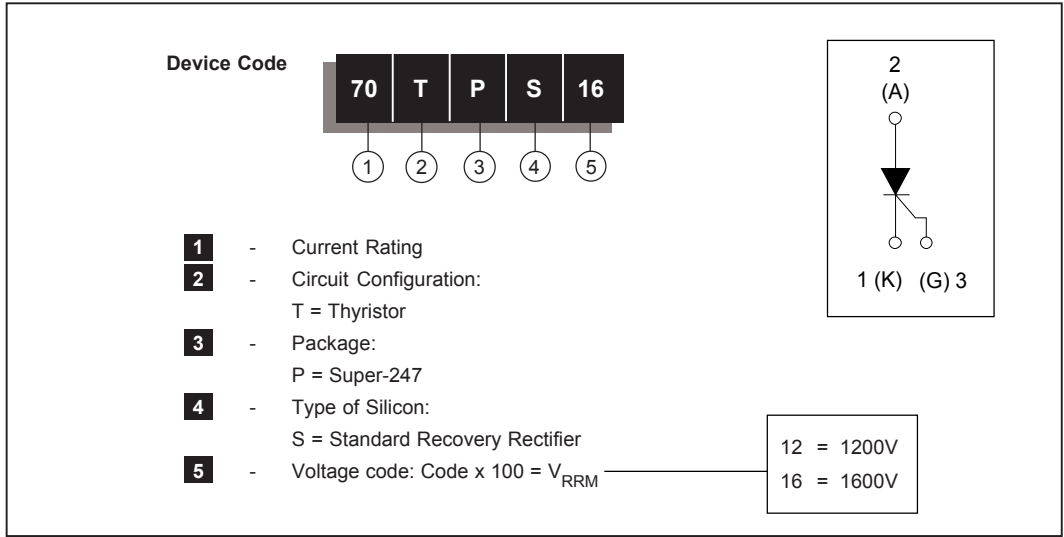 Device Code
70 T P S 16
1 2 3 4 5
1 - Current Rating
2 - Circuit Configuration:
T = Thyristor
3 - Package:
P = Super-247
4 - Type of Silicon:
S = Standard Recovery Rectifier
5 - Voltage code: Code x 100 = VRRM
12 = 1200V
16 = 1600V
2
(A)
1 (K) (G) 3